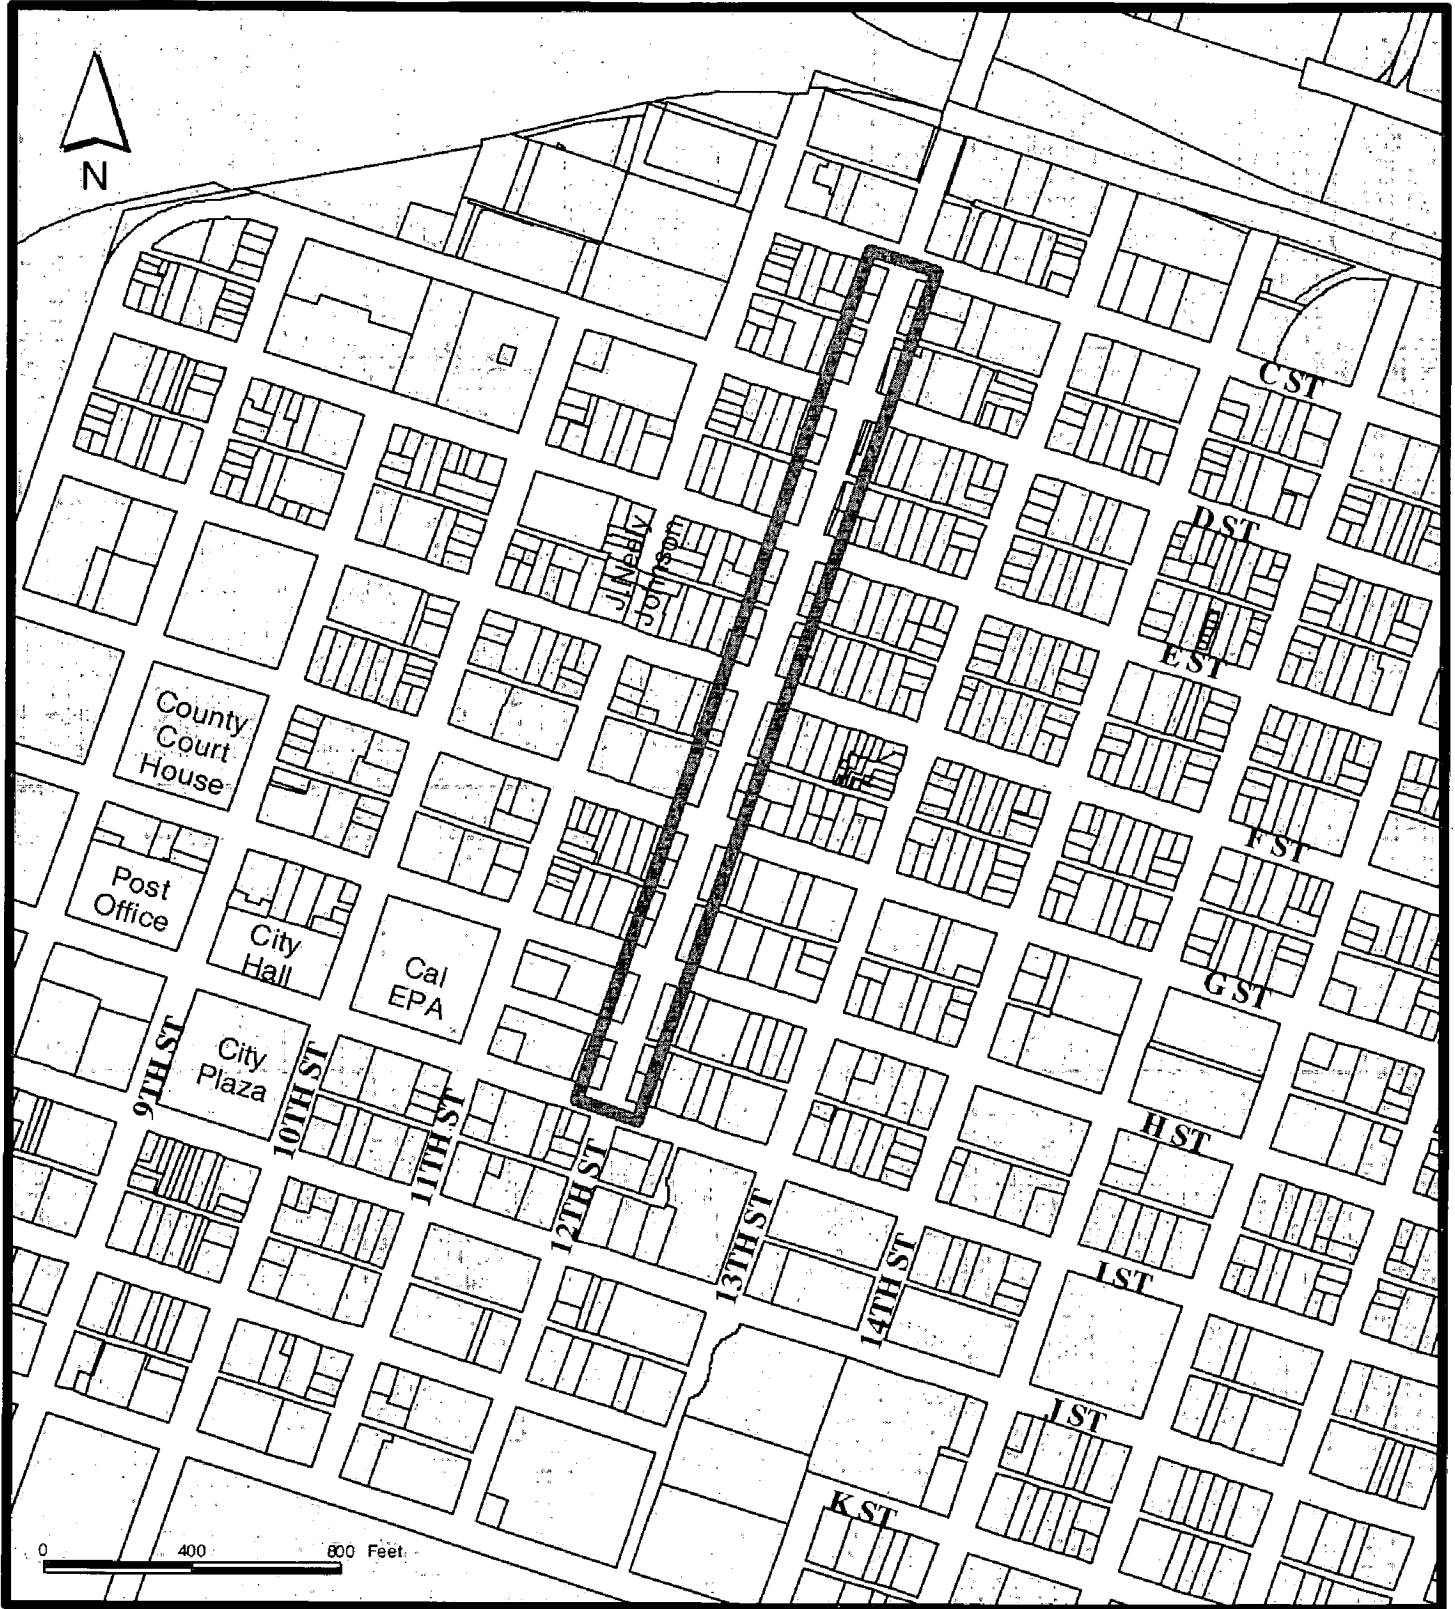 N
C ST
D ST
J. Neely
Johnson
E ST
County
Court
House
F ST
Post
Office
City
Hall
Cal
EPA
G ST
9TH ST
City
Plaza
10TH ST
11TH ST
12TH ST
H ST
13TH ST
14TH ST
I ST
J ST
K ST
0 400 800 Feet